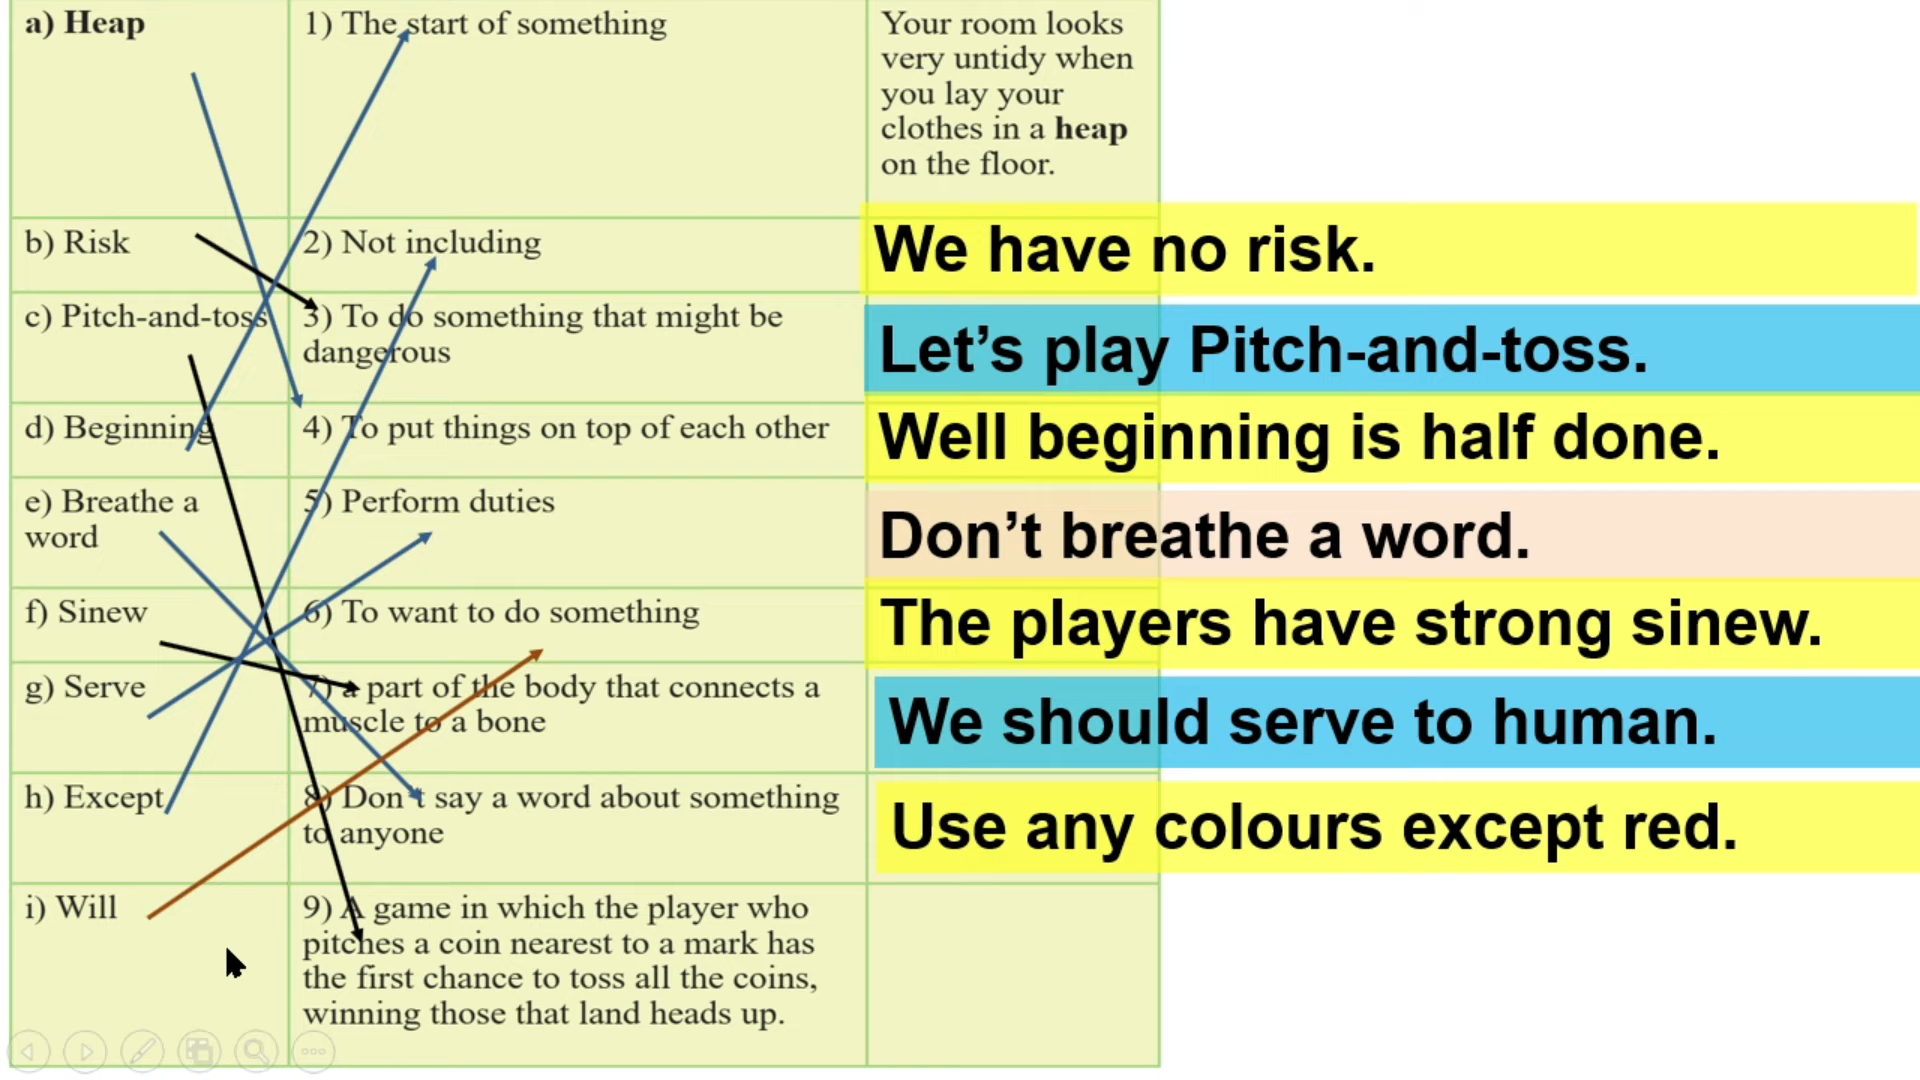 a) Heap
1) The start of something
Your room looks
very untidy when
you lay your
clothes in a heap
on the floor.
b) Risk
2) Not including
We have no risk.
c) Pitch-and-toss
3) To do something that might be
dangerous
Let’s play Pitch-and-toss.
d) Beginning
4) To put things on top of each other
Well beginning is half done.
e) Breathe a
word
5) Perform duties
Don’t breathe a word.
f) Sinew
6) To want to do something
The players have strong sinew.
g) Serve
7) a part of the body that connects a
muscle to a bone
We should serve to human.
h) Except
8) Don’t say a word about something
to anyone
Use any colours except red.
i) Will
9) A game in which the player who
pitches a coin nearest to a mark has
the first chance to toss all the coins,
winning those that land heads up.